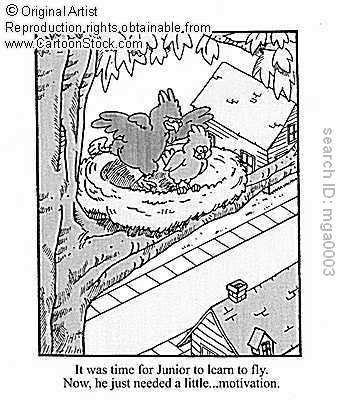 © Original Artist
Reproduction rights obtainable from
www.CartoonStock.com
search ID: mga0003
It was time for Junior to learn to fly.
Now, he just needed a little...motivation.